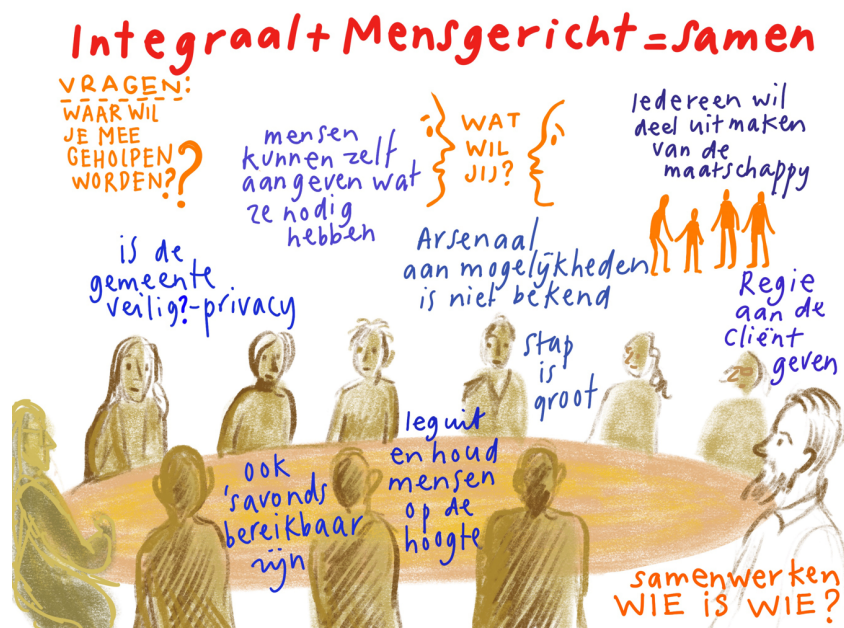 Integraal + Mensgericht = samen
VRAGEN:
WAAR WIL
JE MEE
GEHOLPEN
WORDEN??
mensen
kunnen zelf
aangeven wat
ze nodig
hebben
WAT
WIL
JIJ?
Iedereen wil
deel uitmaken
van de
maatschappy
is de
gemeente
veilig?-privacy
Arsenaal
aan mogelijkheden
is niet bekend
Regie
aan de
cliënt
geven
stap
is
groot
ook
'savonds
bereikbaar
zijn
leg uit
en houd
mensen
op de
hoogte
samenwerken
WIE is WIE?